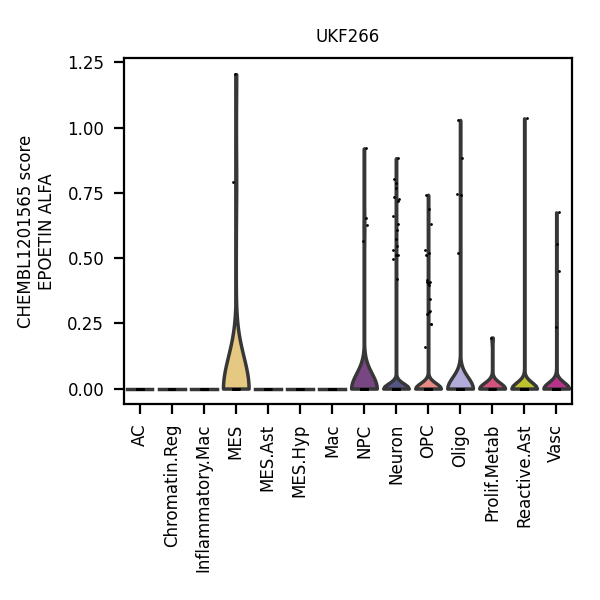 UKF266
CHEMBL1201565 score
EPOETIN ALFA
1.25
1.00
0.75
0.50
0.25
0.00
AC
Chromatin.Reg
Inflammatory.Mac
MES
MES.Ast
MES.Hyp
Mac
NPC
Neuron
OPC
Oligo
Prolif.Metab
Reactive.Ast
Vasc